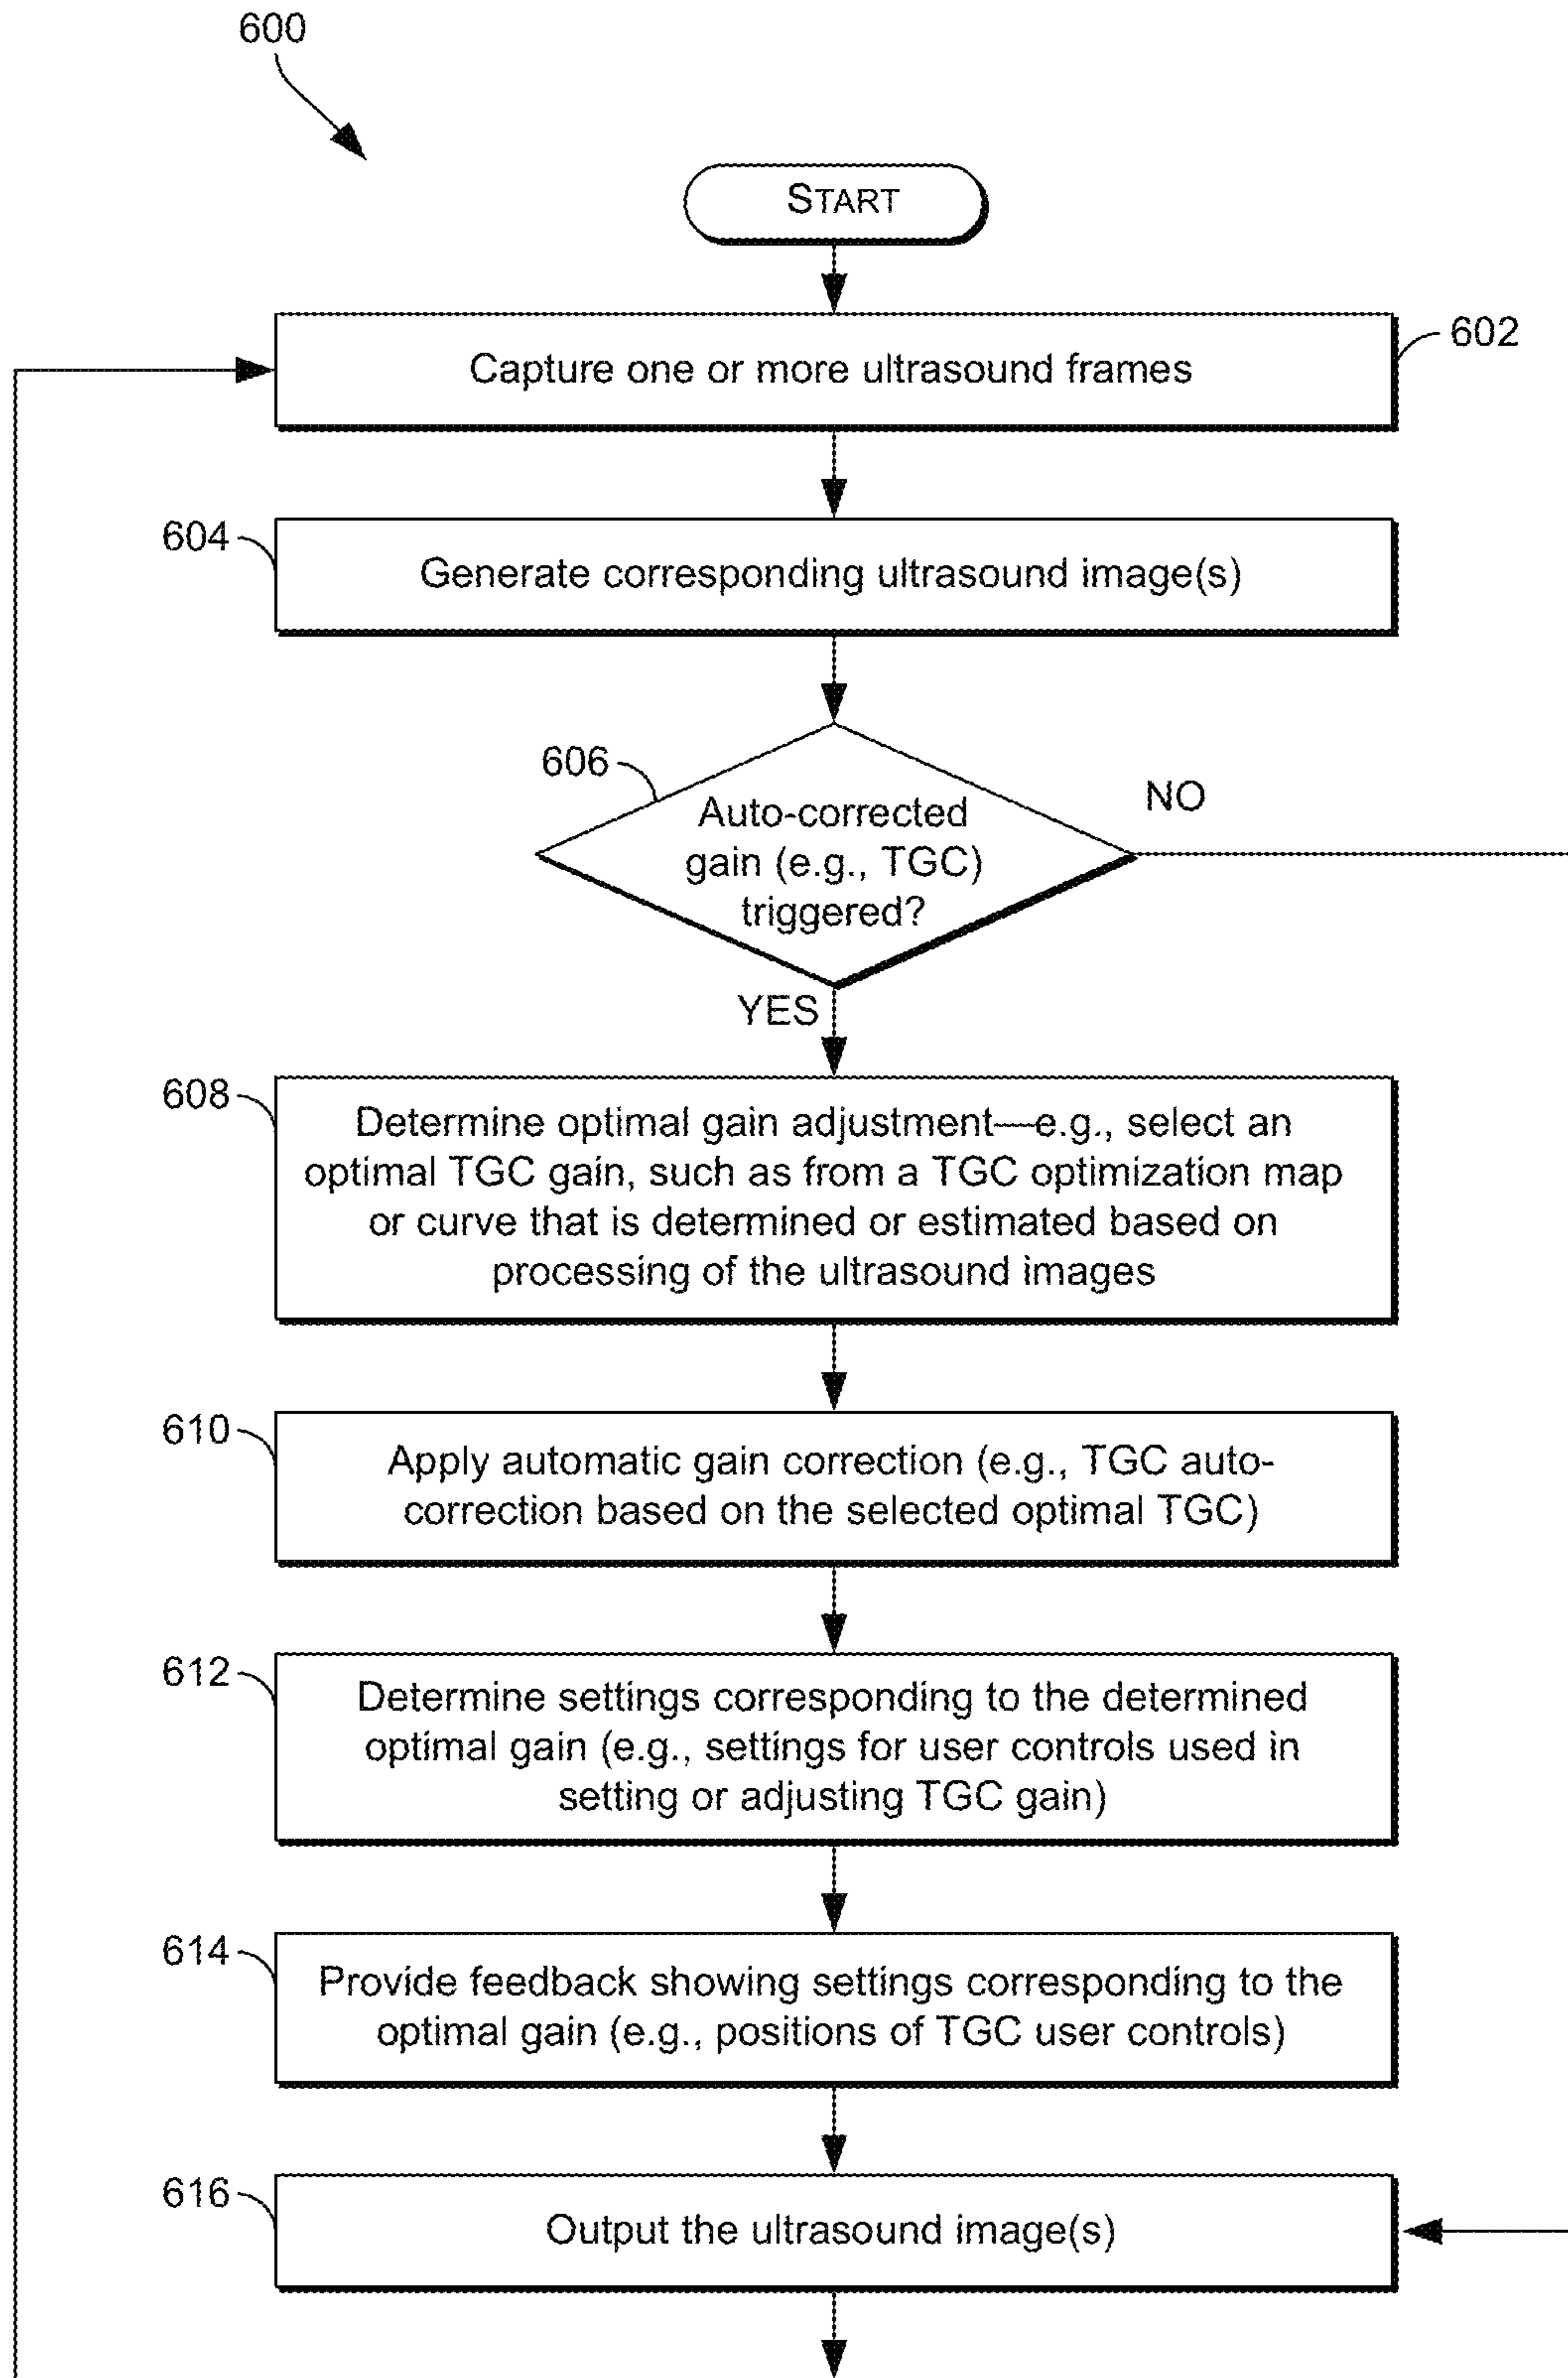 600
START
Capture one or more ultrasound frames
602
604
Generate corresponding ultrasound image(s)
606
Auto-corrected
gain (e.g., TGC)
triggered?
NO
YES
608
Determine optimal gain adjustment—e.g., select an
optimal TGC gain, such as from a TGC optimization map
or curve that is determined or estimated based on
processing of the ultrasound images
610
Apply automatic gain correction (e.g., TGC auto-
correction based on the selected optimal TGC)
612
Determine settings corresponding to the determined
optimal gain (e.g., settings for user controls used in
setting or adjusting TGC gain)
614
Provide feedback showing settings corresponding to the
optimal gain (e.g., positions of TGC user controls)
616
Output the ultrasound image(s)